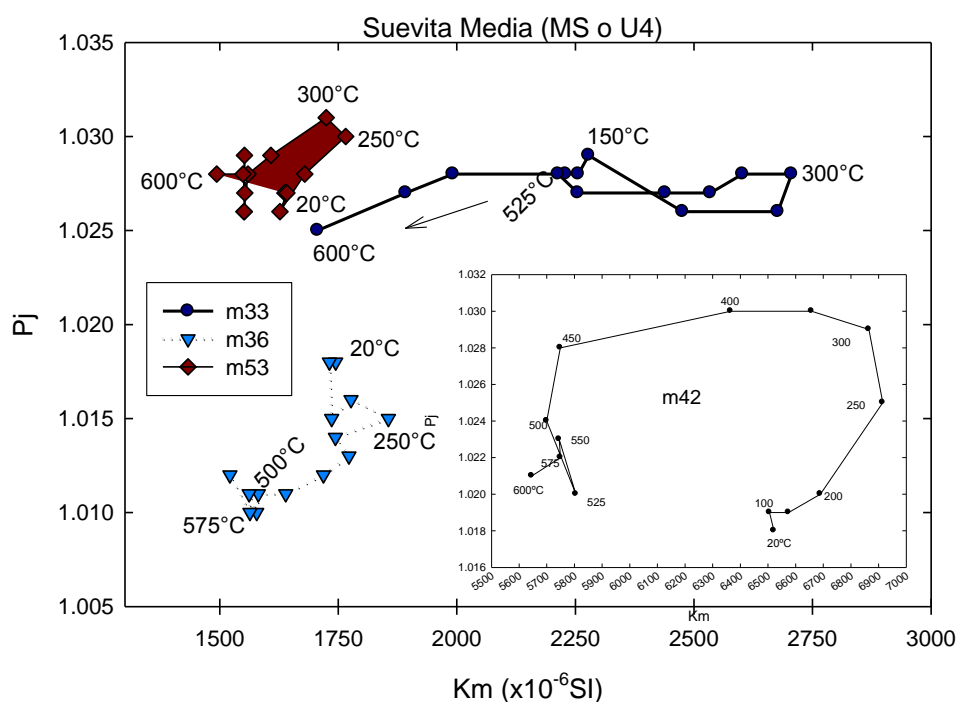 Suevita Media (MS o U4)
1.035
1.030
1.025
1.020
1.015
1.010
1.005
Pj
300°C
250°C
600°C
20°C
150°C
300°C
525°C
600°C
m33
m36
m53
20°C
250°C
500°C
575°C
1.032
1.030
1.028
1.026
1.024
1.022
1.020
1.018
1.016
Pj
400
450
300
m42
250
500
550
575
600ºC
525
100
200
20ºC
5500 5600 5700 5800 5900 6000 6100 6200 6300 6400 6500 6600 6700 6800 6900 7000
Km
1500 1750 2000 2250 2500 2750 3000
Km (x10⁻⁶SI)